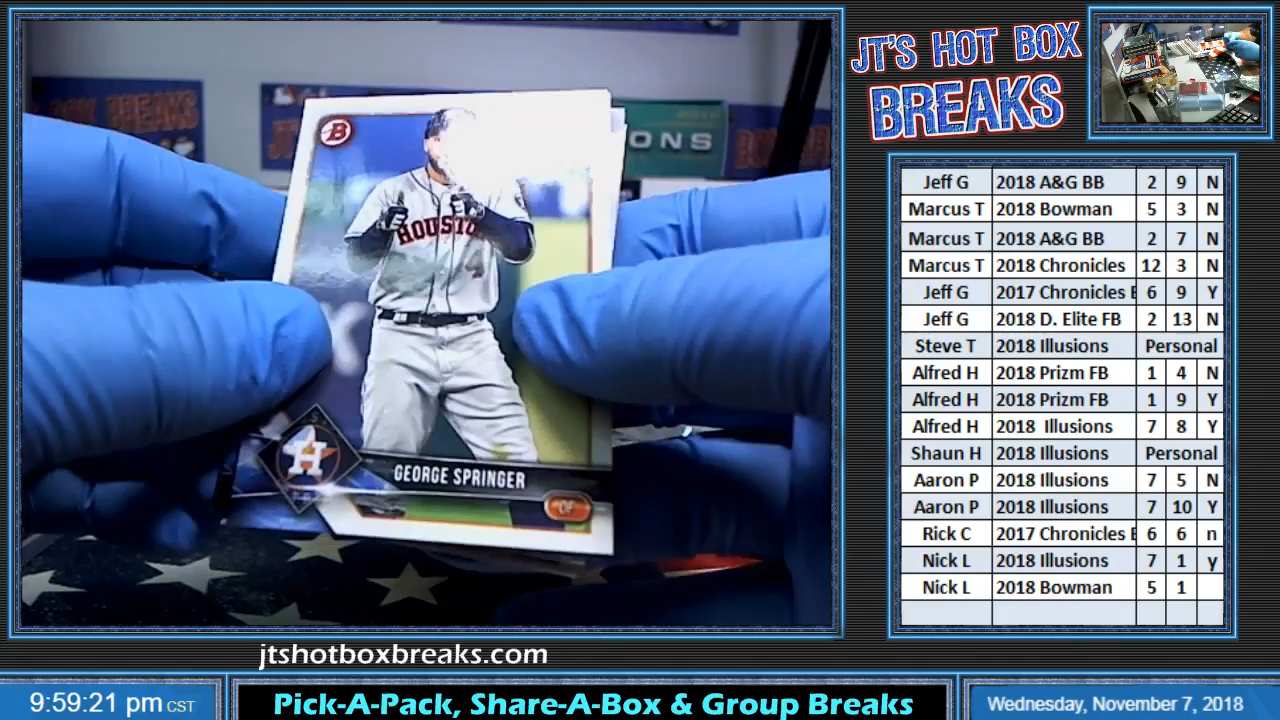 JT'S HOT BOX
BREAKS
BOX BREAKS
ONS
B
HOUSTO
4
H
GEORGE SPRINGER
OF
Jeff G 2018 A&G BB 2 9 N
Marcus T 2018 Bowman 5 3 N
Marcus T 2018 A&G BB 2 7 N
Marcus T 2018 Chronicles 12 3 N
Jeff G 2017 Chronicles B 6 9 Y
Jeff G 2018 D. Elite FB 2 13 N
Steve T 2018 Illusions Personal
Alfred H 2018 Prizm FB 1 4 N
Alfred H 2018 Prizm FB 1 9 Y
Alfred H 2018 Illusions 7 8 Y
Shaun H 2018 Illusions Personal
Aaron P 2018 Illusions 7 5 N
Aaron P 2018 Illusions 7 10 Y
Rick C 2017 Chronicles B 6 6 n
Nick L 2018 Illusions 7 1 y
Nick L 2018 Bowman 5 1
jtshotboxbreaks.com
9:59:21 pm CST
Pick-A-Pack, Share-A-Box & Group Breaks
Wednesday, November 7, 2018